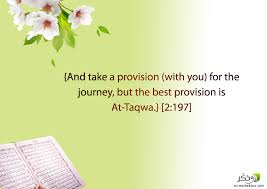 {And take a provision (with you) for the
journey, but the best provision is
At-Taqwa.} [2:197]